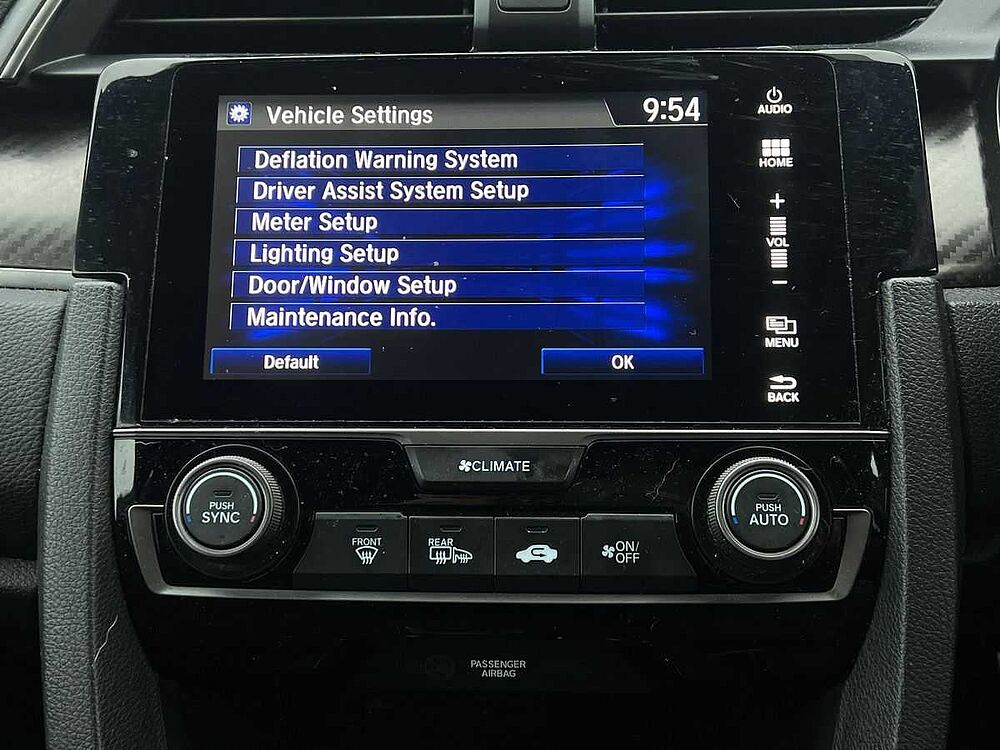 Vehicle Settings
9:54
Deflation Warning System
Driver Assist System Setup
Meter Setup
Lighting Setup
Door/Window Setup
Maintenance Info.
Default
OK
AUDIO
HOME
+
VOL
−
MENU
BACK
CLIMATE
PUSH
SYNC
FRONT
REAR
ON/
OFF
PUSH
AUTO
PASSENGER
AIRBAG